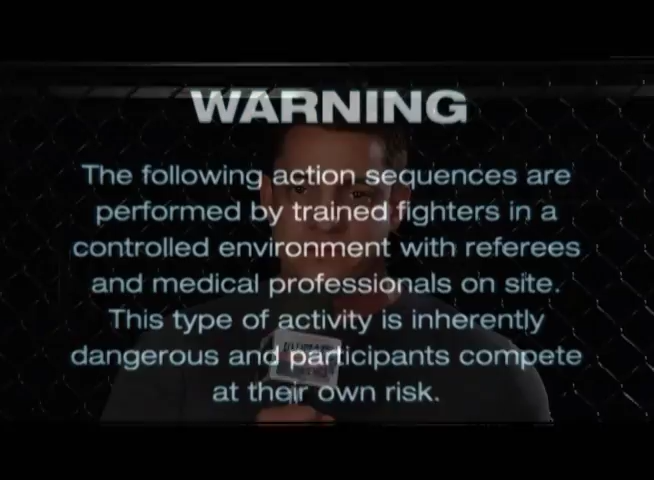 WARNING
The following action sequences are
performed by trained fighters in a
controlled environment with referees
and medical professionals on site.
This type of activity is inherently
dangerous and participants compete
at their own risk.